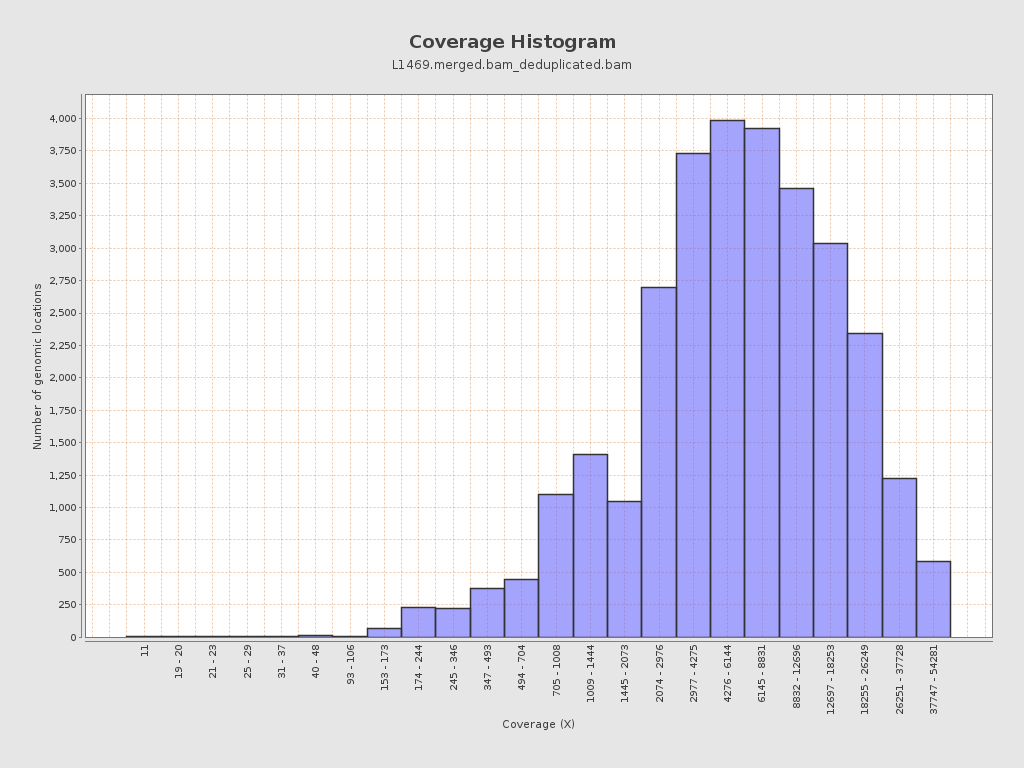 Coverage Histogram
L1469.merged.bam_deduplicated.bam
Number of genomic locations
4,000
3,750
3,500
3,250
3,000
2,750
2,500
2,250
2,000
1,750
1,500
1,250
1,000
750
500
250
0
11
19 - 20
21 - 23
25 - 29
31 - 37
40 - 48
93 - 106
153 - 173
174 - 244
245 - 346
347 - 493
494 - 704
705 - 1008
1009 - 1444
1445 - 2073
2074 - 2976
2977 - 4275
4276 - 6144
6145 - 8831
8832 - 12696
12697 - 18253
18255 - 26249
26251 - 37728
37747 - 54281
Coverage (X)